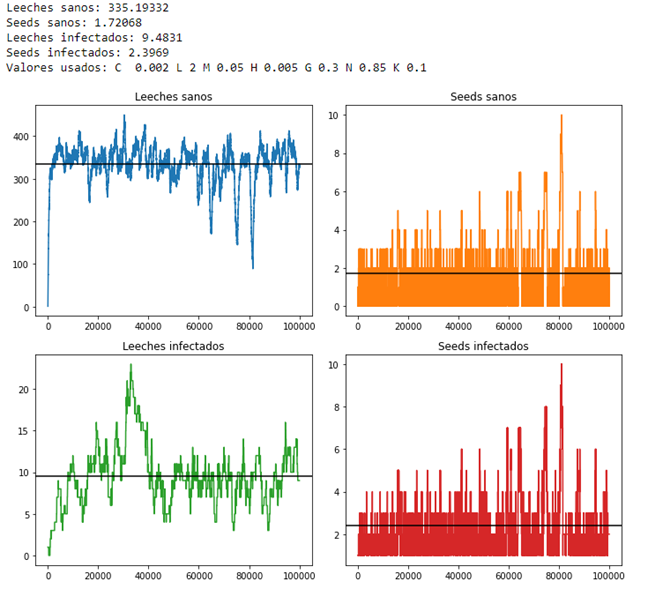 Leeches sanos: 335.19332
Seeds sanos: 1.72068
Leeches infectados: 9.4831
Seeds infectados: 2.3969
Valores usados: C  0.002 L 2 M 0.05 H 0.005 G 0.3 N 0.85 K 0.1
Leeches sanos
Seeds sanos
400
300
200
100
0
0 20000 40000 60000 80000 100000
10
8
6
4
2
0
0 20000 40000 60000 80000 100000
Leeches infectados
Seeds infectados
20
15
10
5
0
0 20000 40000 60000 80000 100000
10
8
6
4
2
0 20000 40000 60000 80000 100000